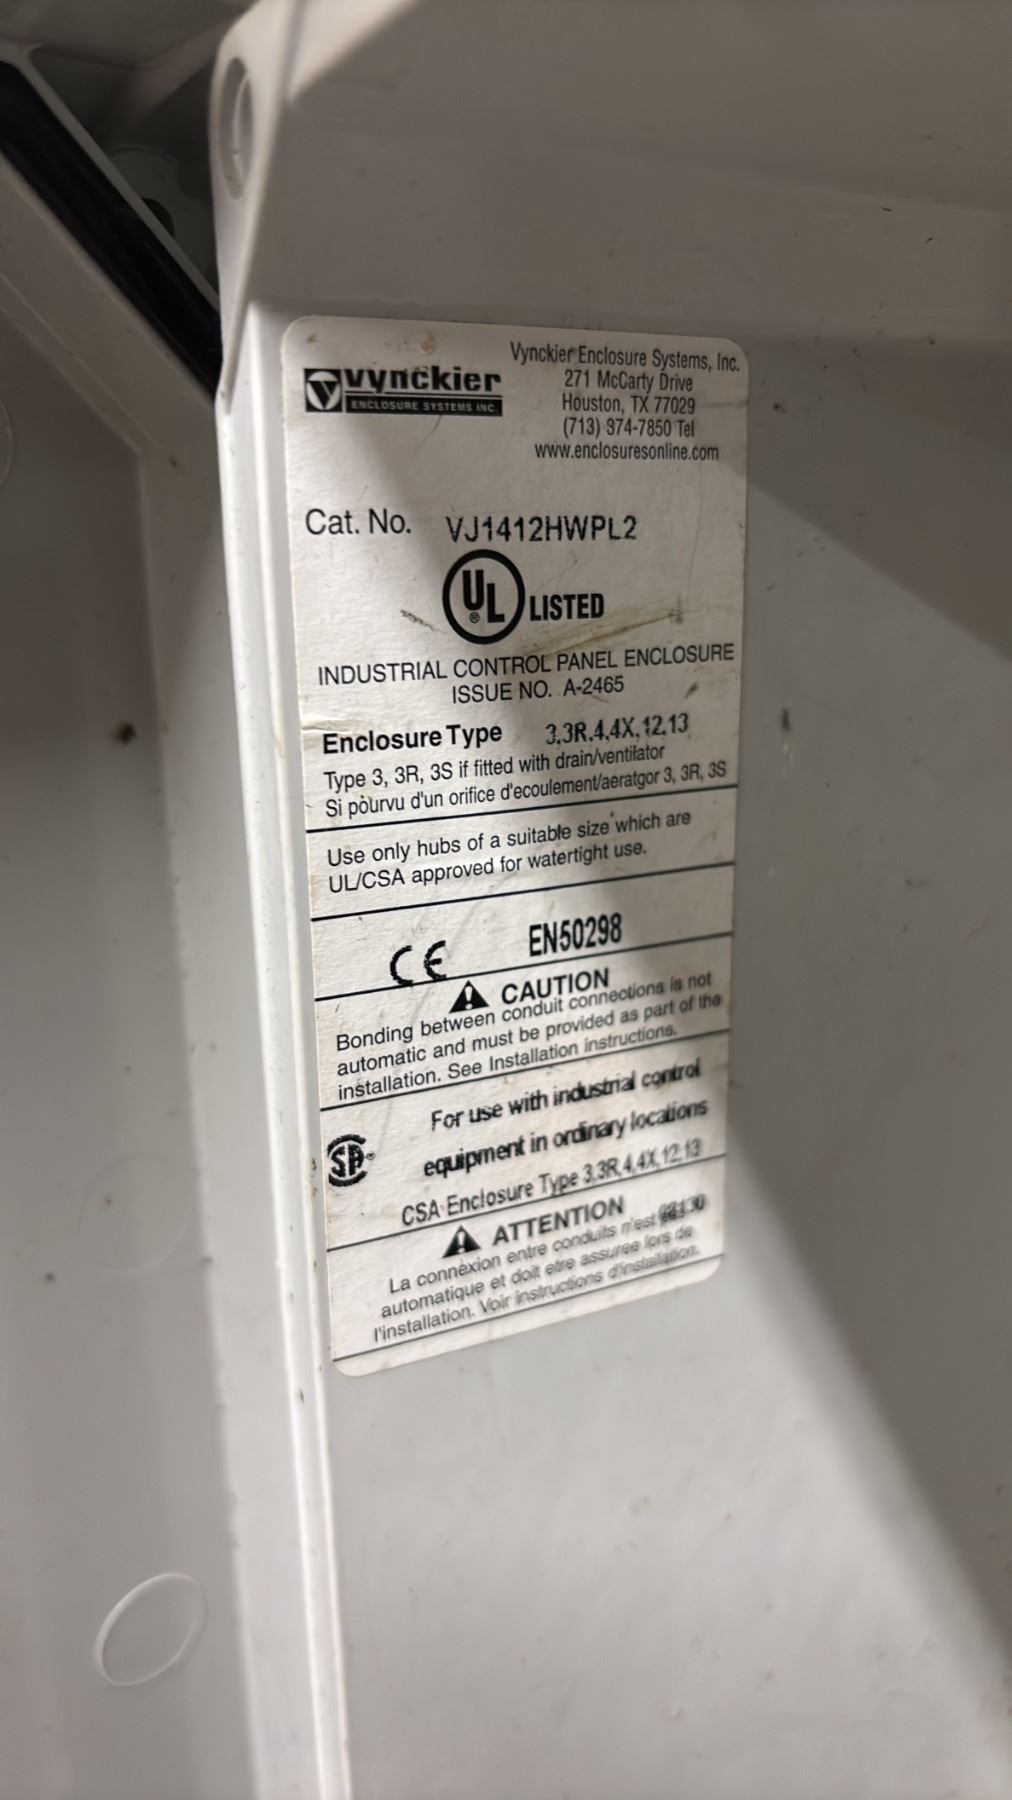 vynckier
ENCLOSURE SYSTEMS INC.
Vynckier Enclosure Systems, Inc.
271 McCarty Drive
Houston, TX 77029
(713) 974-7850 Tel
www.enclosuresonline.com
Cat. No. VJ1412HWPL2
UL ® LISTED
INDUSTRIAL CONTROL PANEL ENCLOSURE
ISSUE NO. A-2465
Enclosure Type 3,3R,4,4X,12,13
Type 3, 3R, 3S if fitted with drain/ventilator
Si pourvu d'un orifice d'ecoulement/aeratgor 3, 3R, 3S
Use only hubs of a suitable size which are
UL/CSA approved for watertight use.
CE EN50298
CAUTION
Bonding between conduit connections is not
automatic and must be provided as part of the
installation. See Installation instructions.
SA ®
For use with industrial control
equipment in ordinary locations
CSA Enclosure Type 3,3R,4,4X,12,13
ATTENTION
La connexion entre conduits n'est
automatique et doit etre assuree lors de
l'installation. Voir instructions d'installation.